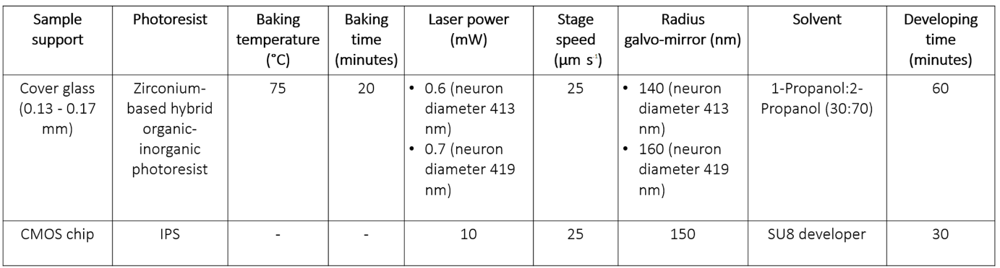 Sample support
Photoresist
Baking temperature (°C)
Baking time (minutes)
Laser power (mW)
Stage speed (µm s-1)
Radius galvo-mirror (nm)
Solvent
Developing time (minutes)
Cover glass (0.13 - 0.17 mm)
Zirconium-based hybrid organic-inorganic photoresist
75
20
• 0.6 (neuron diameter 413 nm)
• 0.7 (neuron diameter 419 nm)
25
• 140 (neuron diameter 413 nm)
• 160 (neuron diameter 419 nm)
1-Propanol:2-Propanol (30:70)
60
CMOS chip
IPS
-
-
10
25
150
SU8 developer
30